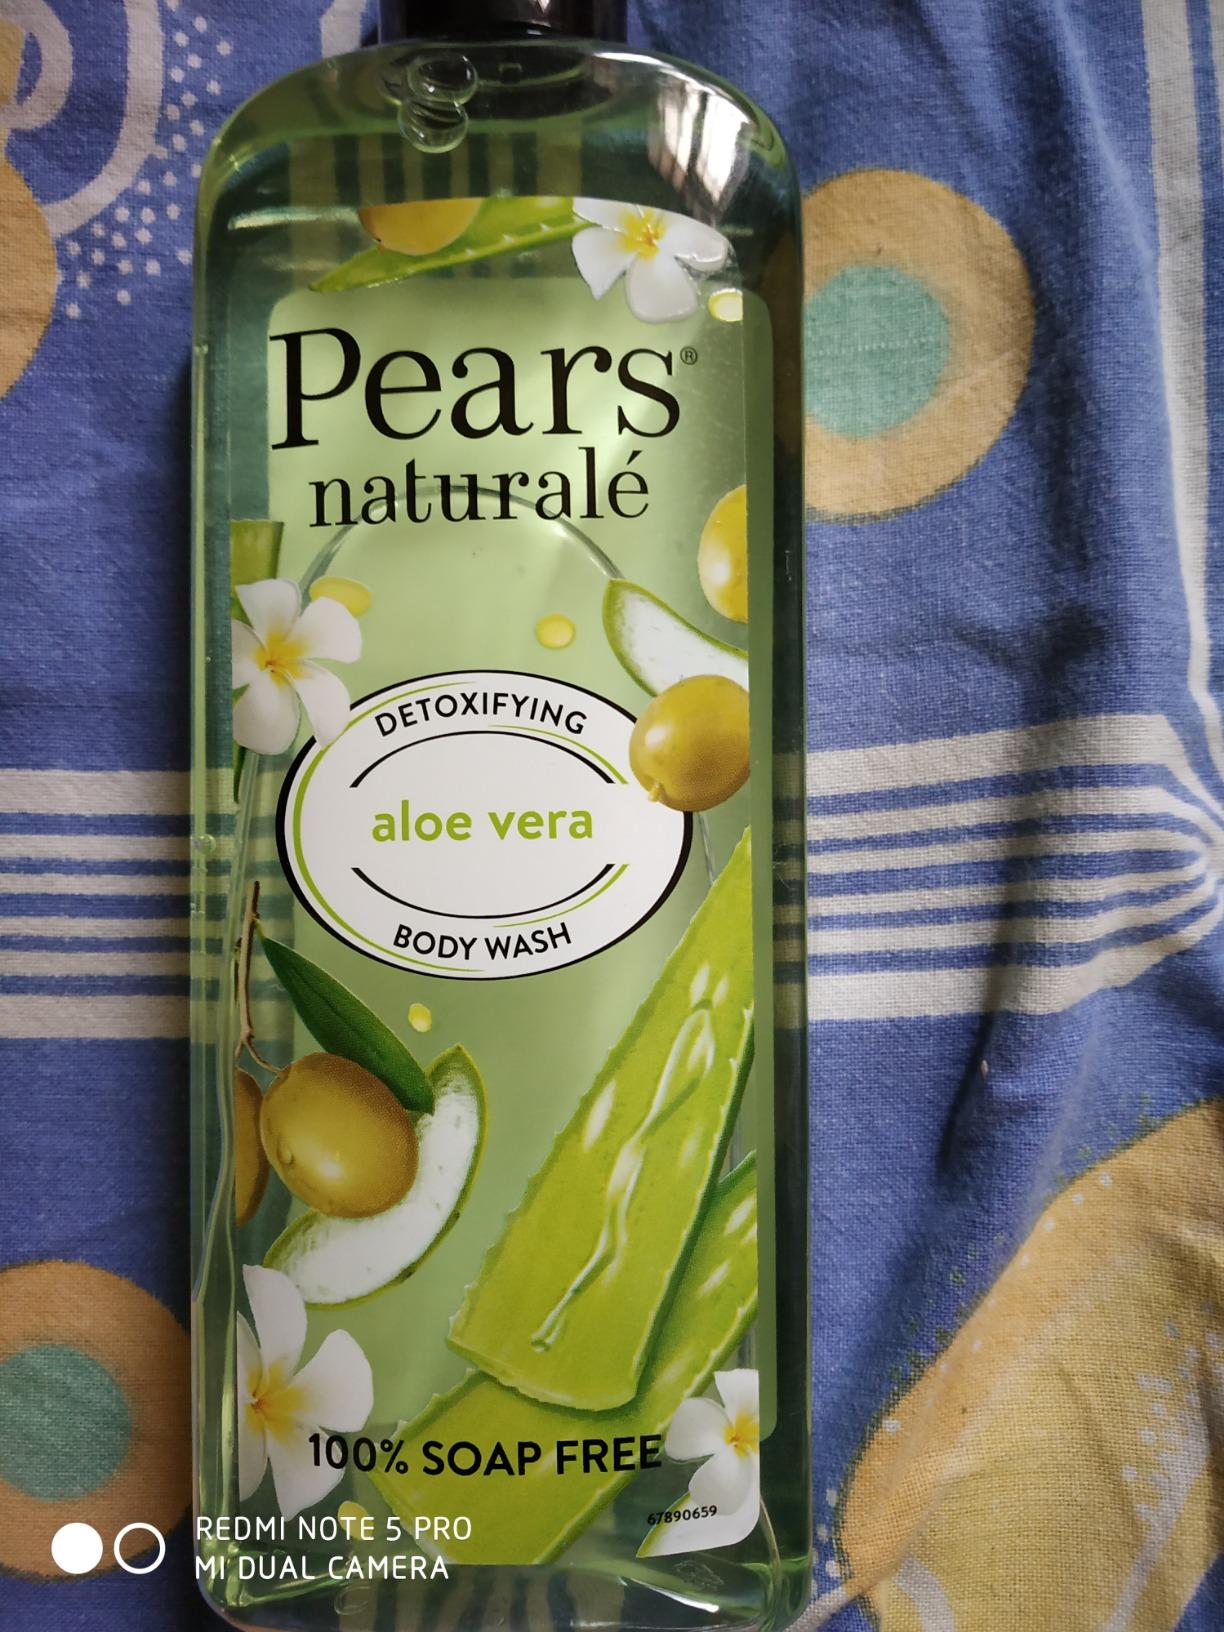 Pears®
naturalé
DETOXIFYING
aloe vera
BODY WASH
100% SOAP FREE
67890659
REDMI NOTE 5 PRO
MI DUAL CAMERA